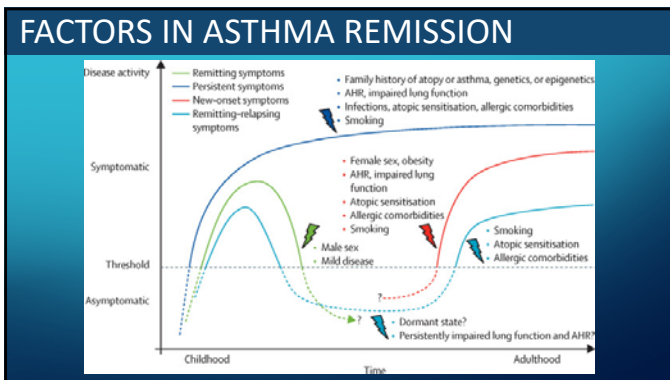 FACTORS IN ASTHMA REMISSION
Disease activity
Remitting symptoms
Persistent symptoms
New-onset symptoms
Remitting–relapsing
symptoms
• Family history of atopy or asthma, genetics, or epigenetics
• AHR, impaired lung function
• Infections, atopic sensitisation, allergic comorbidities
• Smoking
Symptomatic
• Female sex, obesity
• AHR, impaired lung
function
• Atopic sensitisation
• Allergic comorbidities
• Smoking
• Male sex
• Mild disease
• Smoking
• Atopic sensitisation
• Allergic comorbidities
Threshold
Asymptomatic
?
?
• Dormant state?
• Persistently impaired lung function and AHR?
Childhood
Adulthood
Time